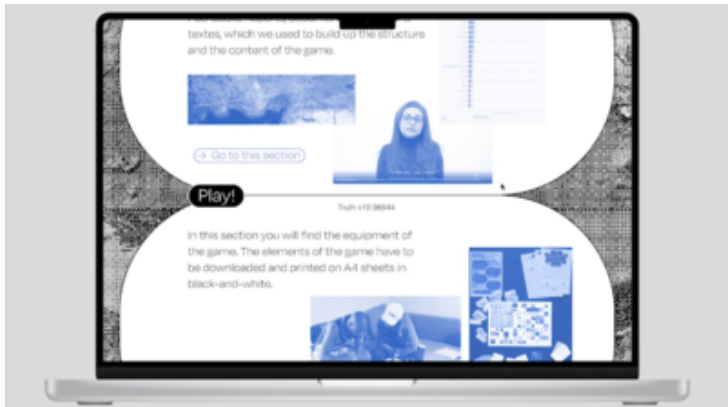 textes, which we used to build up the structure
and the content of the game.
→ Go to this section
Play!
Truth v10.98544
In this section you will find the equipment of
the game. The elements of the game have to
be downloaded and printed on A4 sheets in
black-and-white.